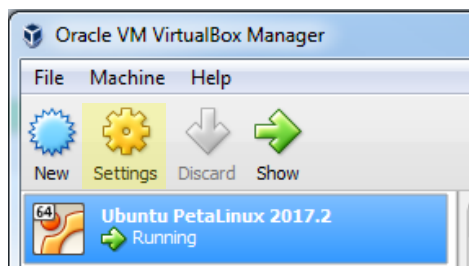 Oracle VM VirtualBox Manager
File Machine Help
New Settings Discard Show
64 Ubuntu PetaLinux 2017.2
Running